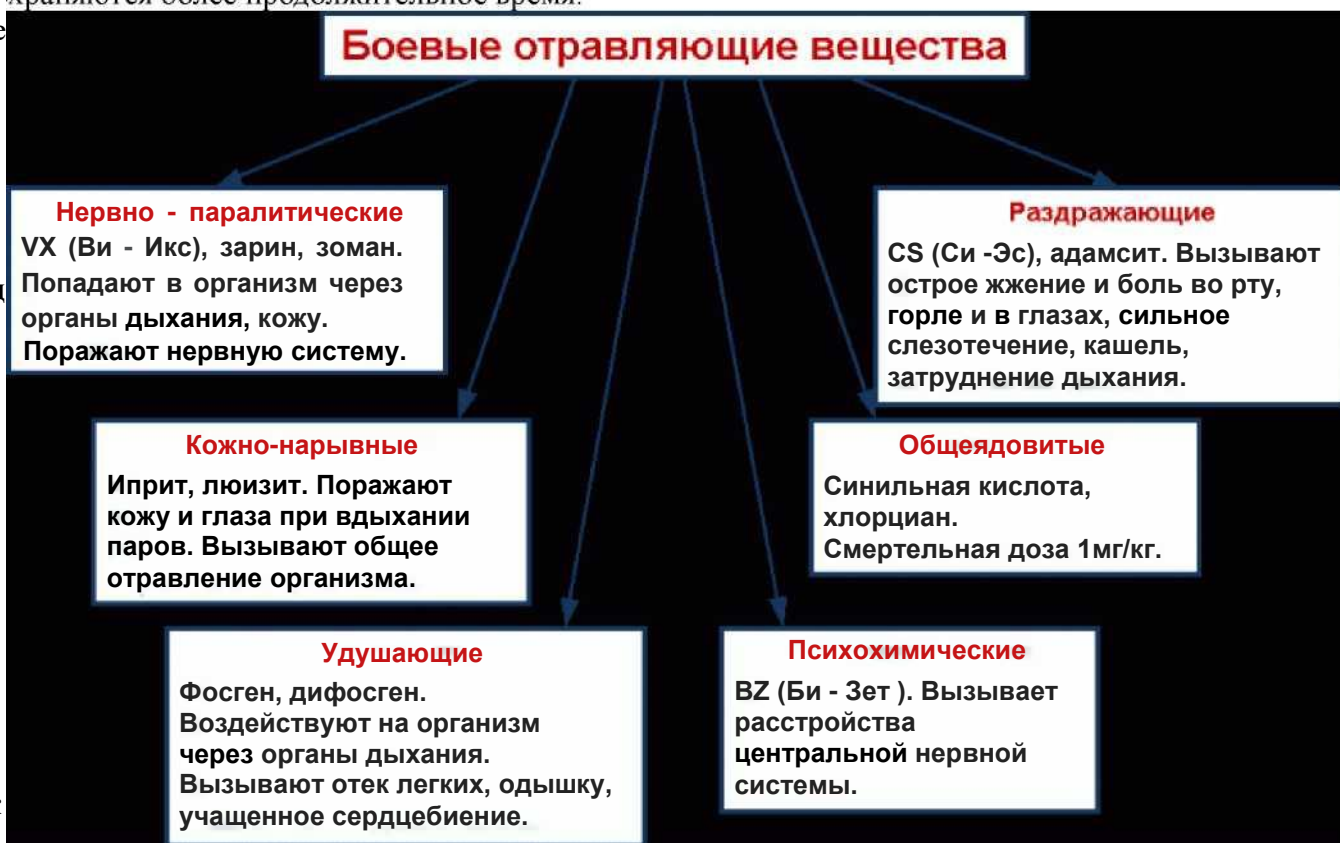 храняются более продолжительное время.
е
Боевые отравляющие вещества
Нервно - паралитические
VX (Ви - Икс), зарин, зоман.
Попадают в организм через
органы дыхания, кожу.
Поражают нервную систему.
Раздражающие
CS (Си -Эс), адамсит. Вызывают
острое жжение и боль во рту,
горле и в глазах, сильное
слезотечение, кашель,
затруднение дыхания.
Кожно-нарывные
Иприт, люизит. Поражают
кожу и глаза при вдыхании
паров. Вызывают общее
отравление организма.
Общеядовитые
Синильная кислота,
хлорциан.
Смертельная доза 1мг/кг.
Удушающие
Фосген, дифосген.
Воздействуют на организм
через органы дыхания.
Вызывают отек легких, одышку,
учащенное сердцебиение.
Психохимические
BZ (Би - Зет ). Вызывает
расстройства
центральной нервной
системы.